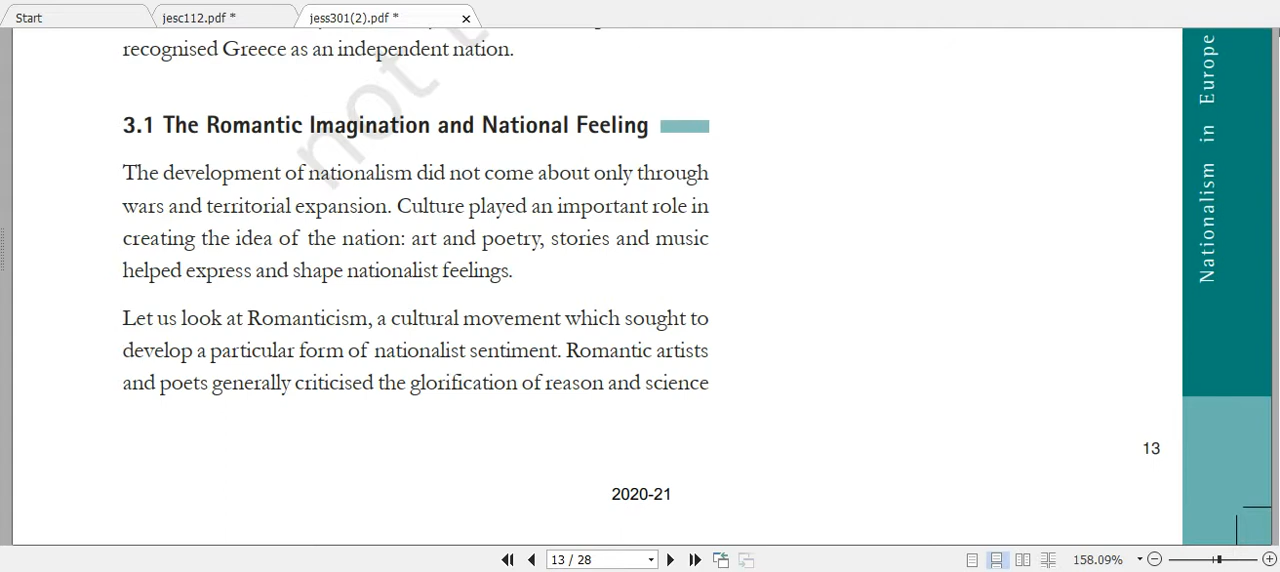 Start
jesc112.pdf *
jess301(2).pdf *
recognised Greece as an independent nation.
not
3.1 The Romantic Imagination and National Feeling
The development of nationalism did not come about only through
wars and territorial expansion. Culture played an important role in
creating the idea of the nation: art and poetry, stories and music
helped express and shape nationalist feelings.
Let us look at Romanticism, a cultural movement which sought to
develop a particular form of nationalist sentiment. Romantic artists
and poets generally criticised the glorification of reason and science
Nationalism in Europe
13
2020-21
13 / 28
158.09%